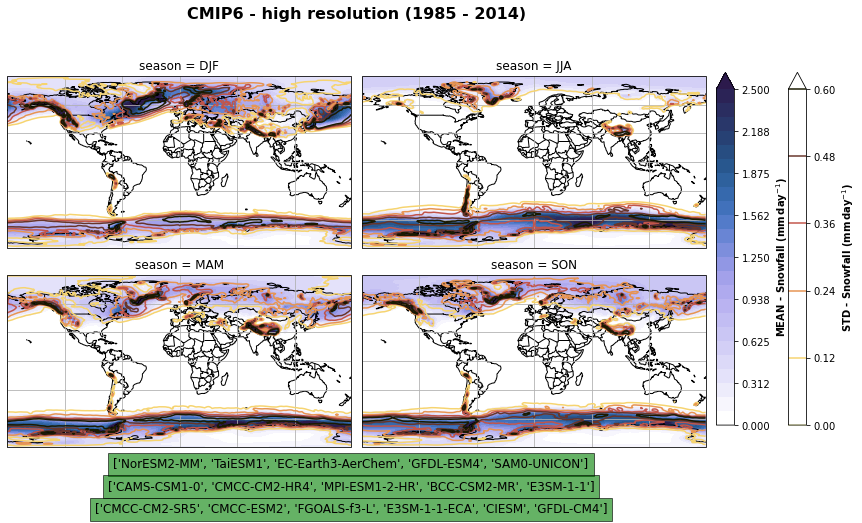 CMIP6 - high resolution (1985 - 2014)
season = DJF
season = JJA
season = MAM
season = SON
2.500
2.188
1.875
1.562
1.250
0.938
0.625
0.312
0.000
MEAN - Snowfall (mm day⁻¹)
0.60
0.48
0.36
0.24
0.12
0.00
STD - Snowfall (mm day⁻¹)
['NorESM2-MM', 'TaiESM1', 'EC-Earth3-AerChem', 'GFDL-ESM4', 'SAM0-UNICON']
['CAMS-CSM1-0', 'CMCC-CM2-HR4', 'MPI-ESM1-2-HR', 'BCC-CSM2-MR', 'E3SM-1-1']
['CMCC-CM2-SR5', 'CMCC-ESM2', 'FGOALS-f3-L', 'E3SM-1-1-ECA', 'CIESM', 'GFDL-CM4']